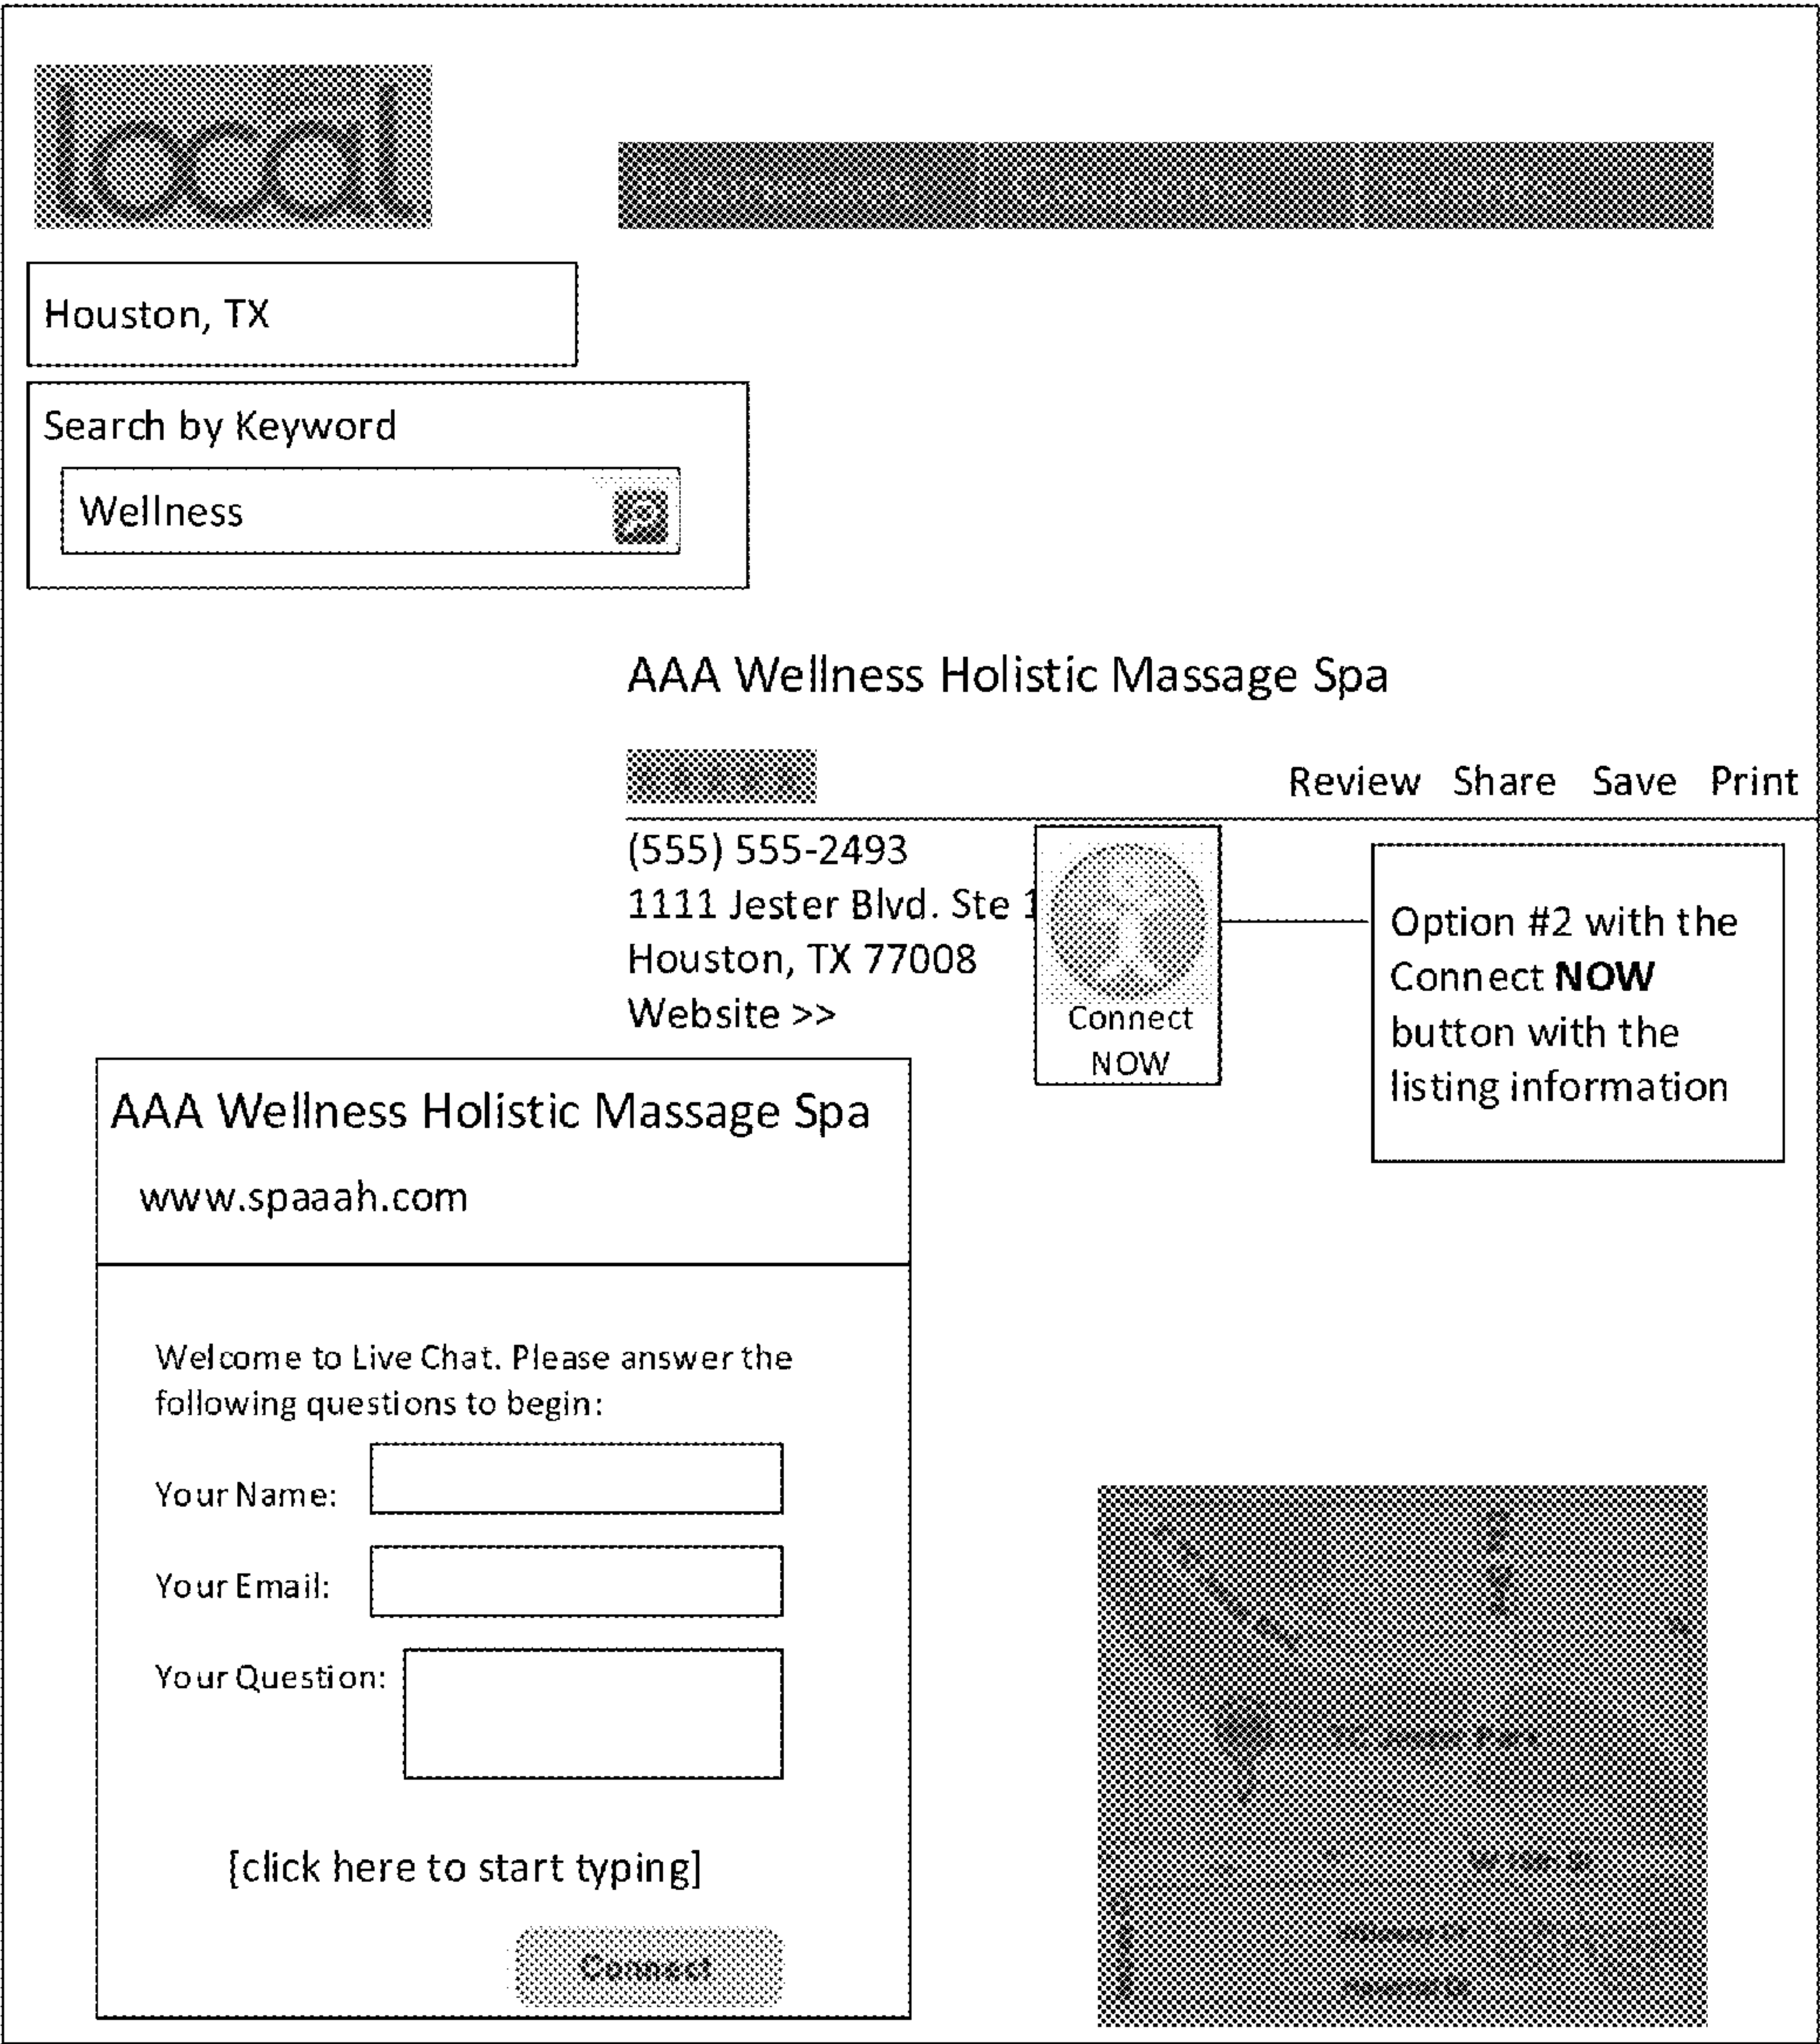 local
Houston, TX
Search by Keyword
Wellness
AAA Wellness Holistic Massage Spa
Review Share Save Print
(555) 555-2493
1111 Jester Blvd. Ste
Houston, TX 77008
Website >>
Connect
NOW
Option #2 with the
Connect NOW
button with the
listing information
AAA Wellness Holistic Massage Spa
www.spaaah.com
Welcome to Live Chat. Please answer the
following questions to begin:
Your Name:
Your Email:
Your Question:
[click here to start typing]
Connect